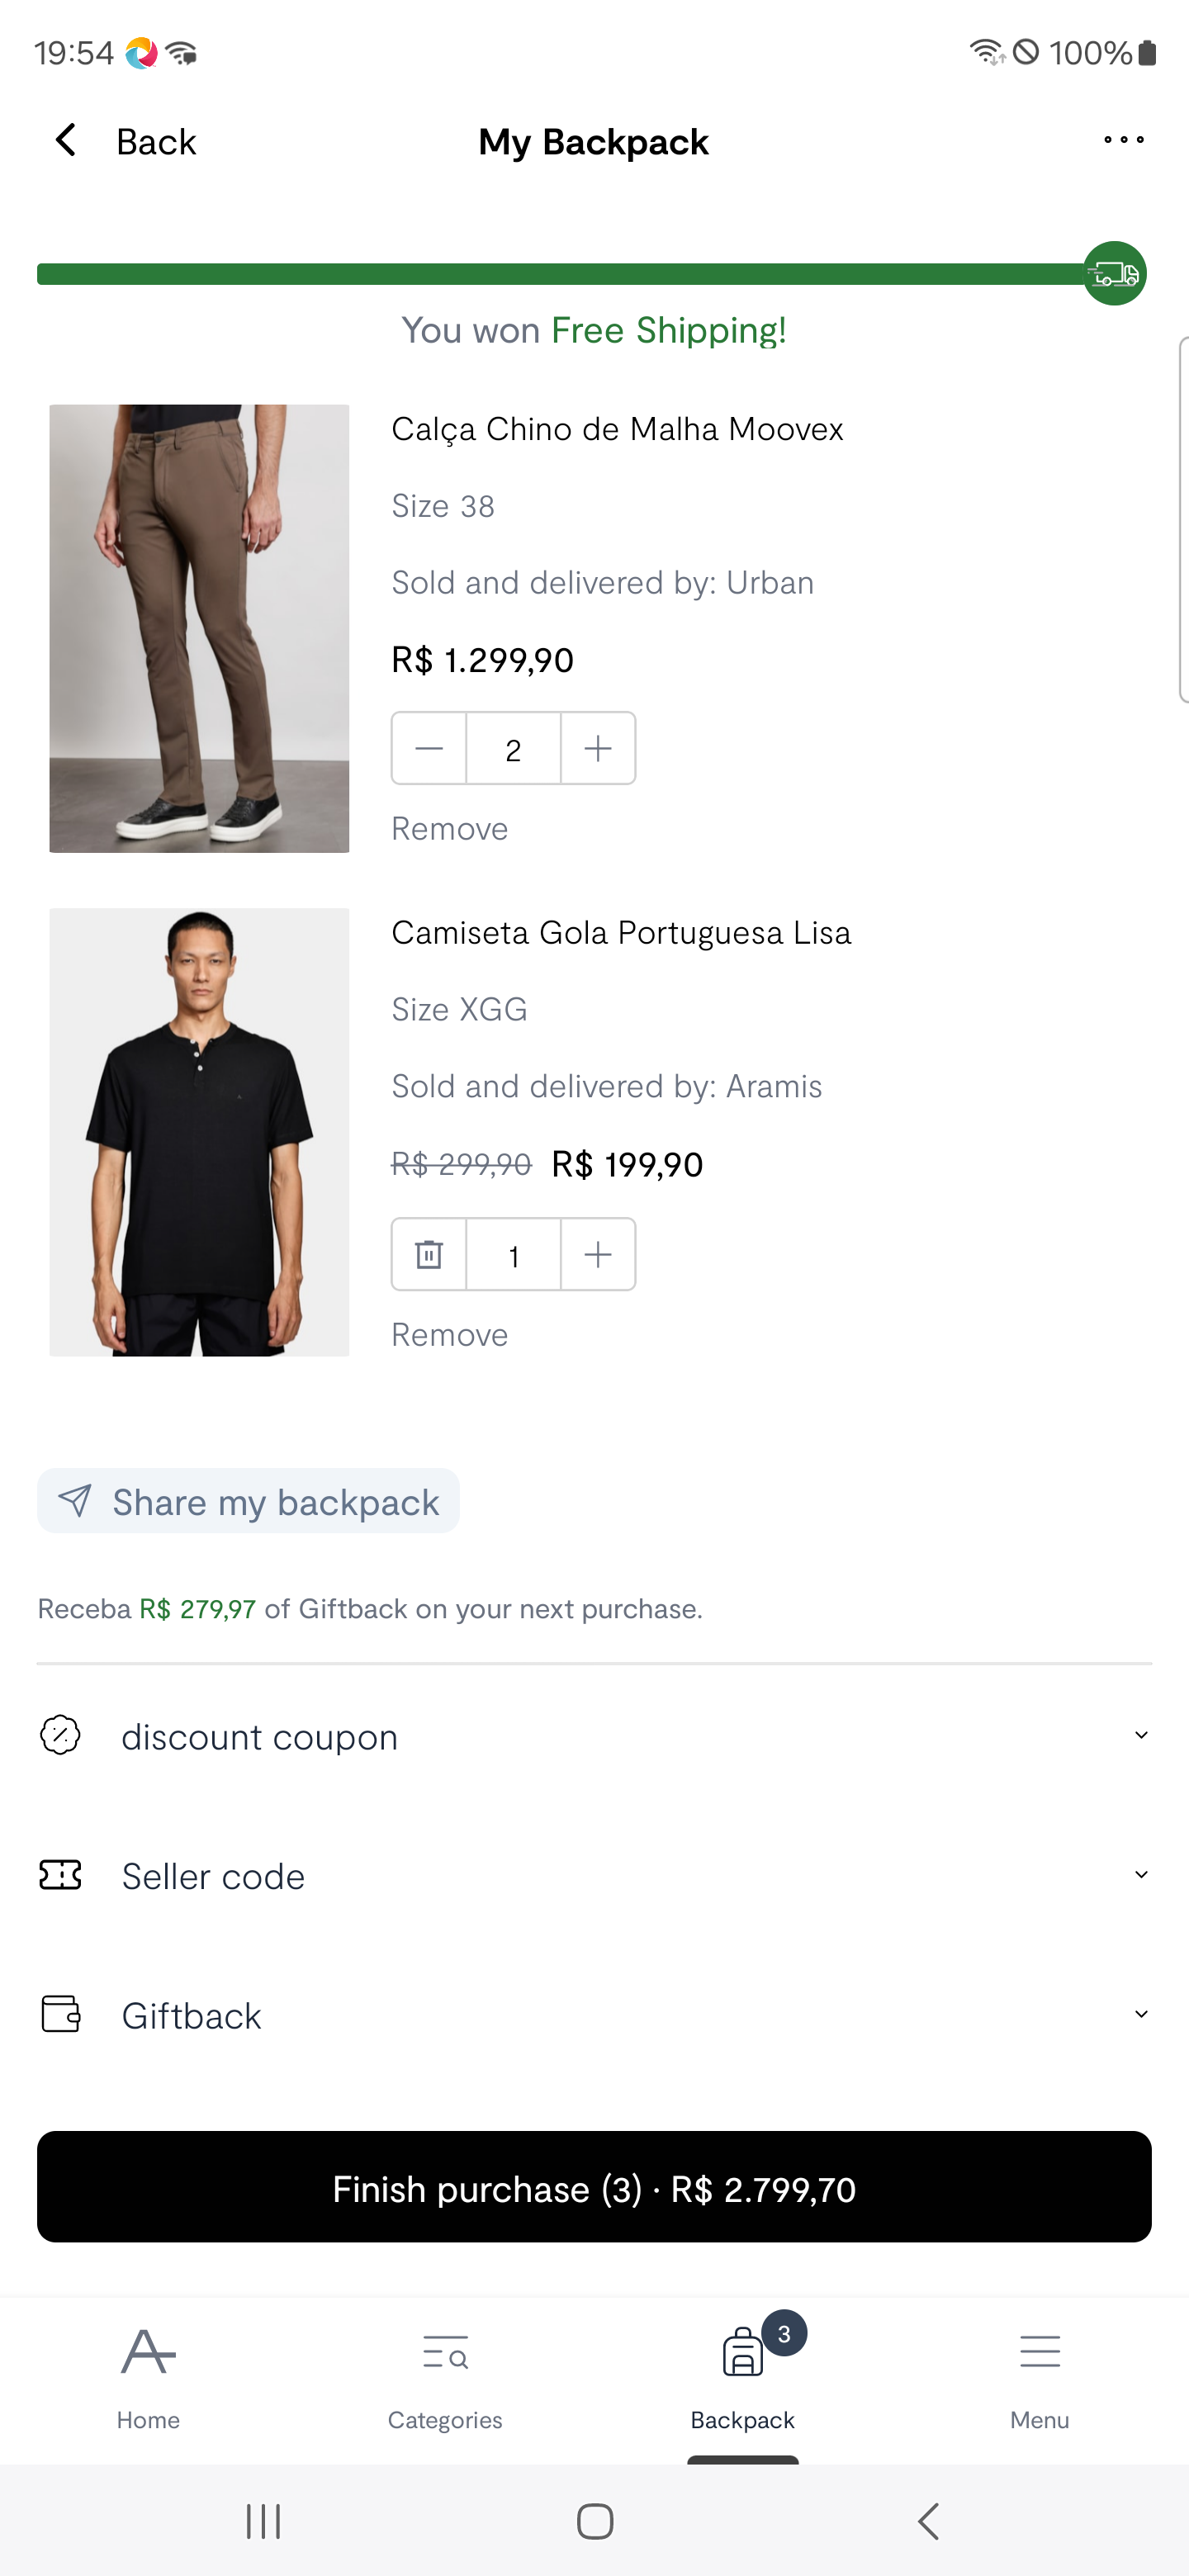 19:54
100%
Back
My Backpack
You won Free Shipping!
Calça Chino de Malha Moovex
Size 38
Sold and delivered by: Urban
R$ 1.299,90
2
Remove
Camiseta Gola Portuguesa Lisa
Size XGG
Sold and delivered by: Aramis
R$ 299,90 R$ 199,90
1
Remove
Share my backpack
Receba R$ 279,97 of Giftback on your next purchase.
discount coupon
Seller code
Giftback
Finish purchase (3) · R$ 2.799,70
3
Home
Categories
Backpack
Menu